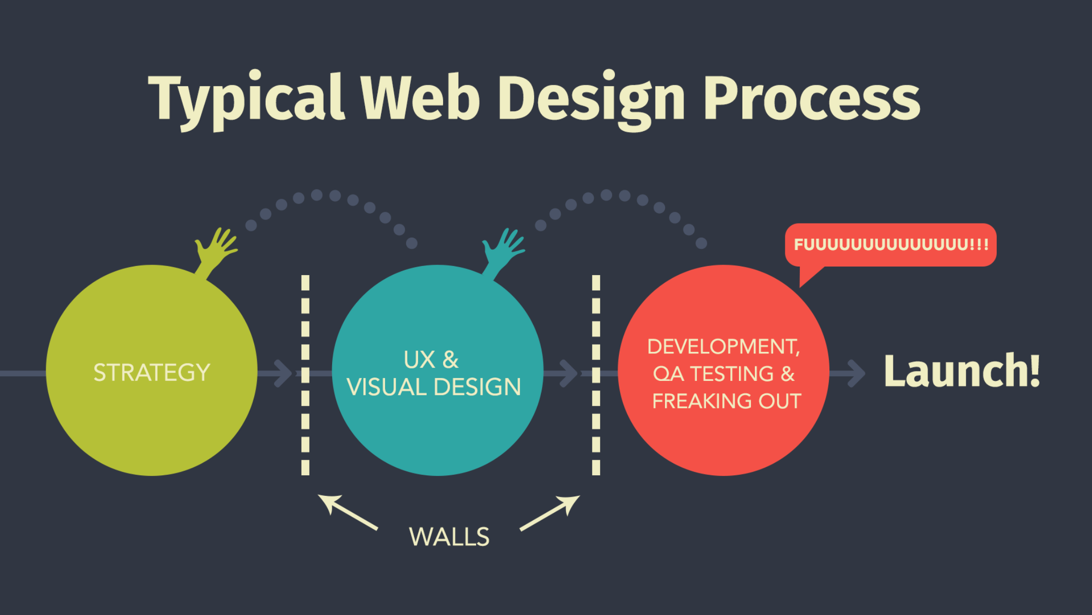 Typical Web Design Process
FUUUUUUUUUUUUUU!!!
STRATEGY
UX &
VISUAL DESIGN
DEVELOPMENT,
QA TESTING &
FREAKING OUT
Launch!
WALLS